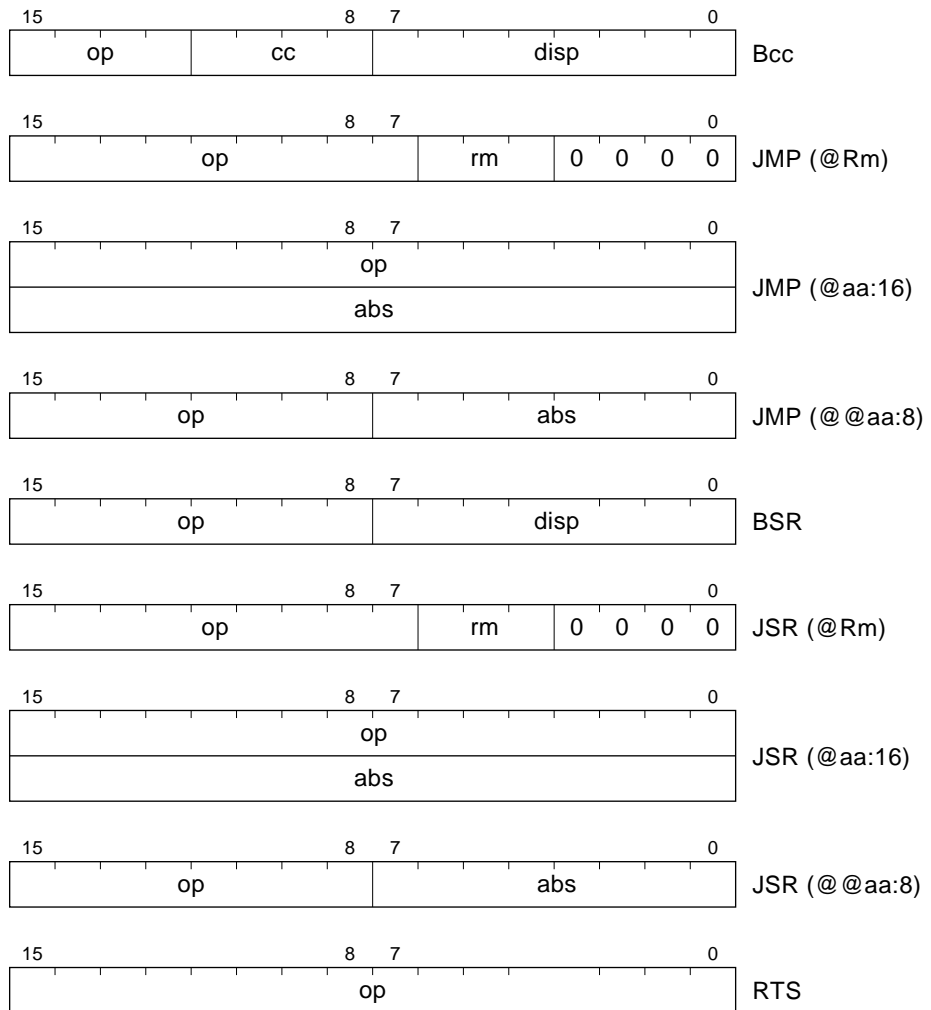 15 8 7 0
op cc disp Bcc
15 8 7 0
op rm 0 0 0 0 JMP (@Rm)
15 8 7 0
op
abs
JMP (@aa:16)
15 8 7 0
op abs JMP (@@aa:8)
15 8 7 0
op disp BSR
15 8 7 0
op rm 0 0 0 0 JSR (@Rm)
15 8 7 0
op
abs
JSR (@aa:16)
15 8 7 0
op abs JSR (@@aa:8)
15 8 7 0
op RTS